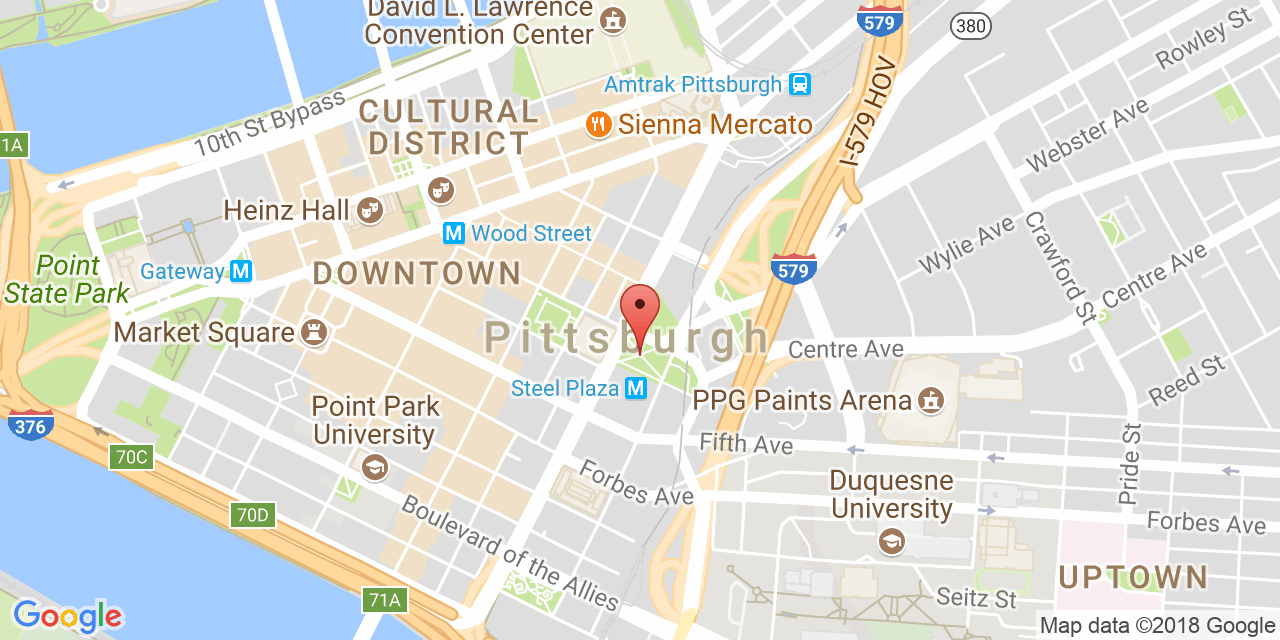 David L. Lawrence
Convention Center
579
380
Rowley St
Amtrak Pittsburgh
I-579 HOV
CULTURAL
DISTRICT
Sienna Mercato
10th St Bypass
Webster Ave
1A
Heinz Hall
M Wood Street
Wylie Ave
Crawford St
Centre Ave
Point
State Park
Gateway M
DOWNTOWN
579
Market Square
Pittsburgh
Centre Ave
Reed St
Steel Plaza M
PPG Paints Arena
Point Park
University
376
70C
Fifth Ave
Pride St
Forbes Ave
Duquesne
University
70D
Boulevard of the Allies
Forbes Ave
UPTOWN
71A
Seitz St
Google
Map data ©2018 Google